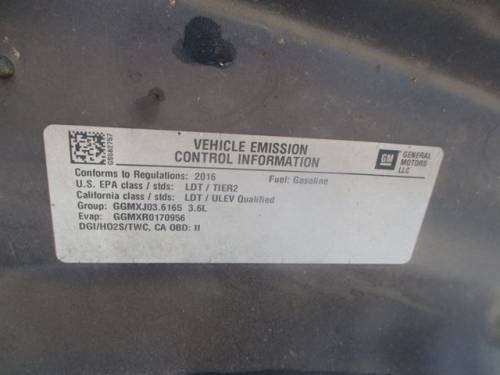 VEHICLE EMISSION
CONTROL INFORMATION
GM GENERAL
MOTORS
LLC
Conforms to Regulations: 2016 Fuel: Gasoline
U.S. EPA class / stds: LDT / TIER2
California class / stds: LDT / ULEV Qualified
Group: GGMXJ03.6165 3.6L
Evap: GGMXR0170956
DGI/HO2S/TWC, CA OBD: II